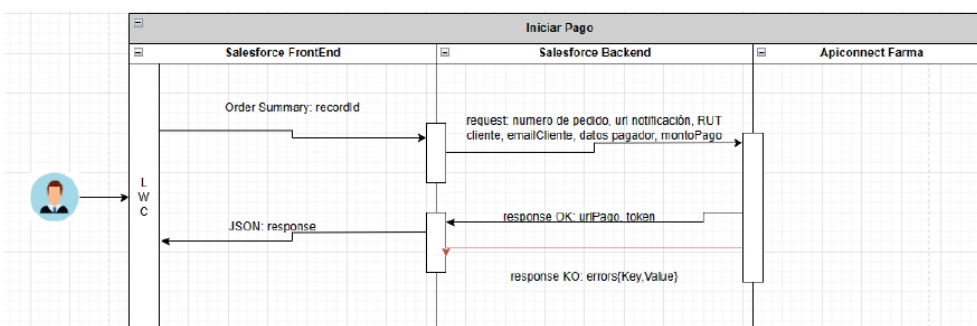 Iniciar Pago
Salesforce FrontEnd
Salesforce Backend
Apiconnect Farma
Order Summary: recordId
request: numero de pedido, url notificación, RUT
cliente, emailCliente, datos pagador, montoPago
L
W
C
response OK: urlPago, token
JSON: response
response KO: errors{Key,Value}